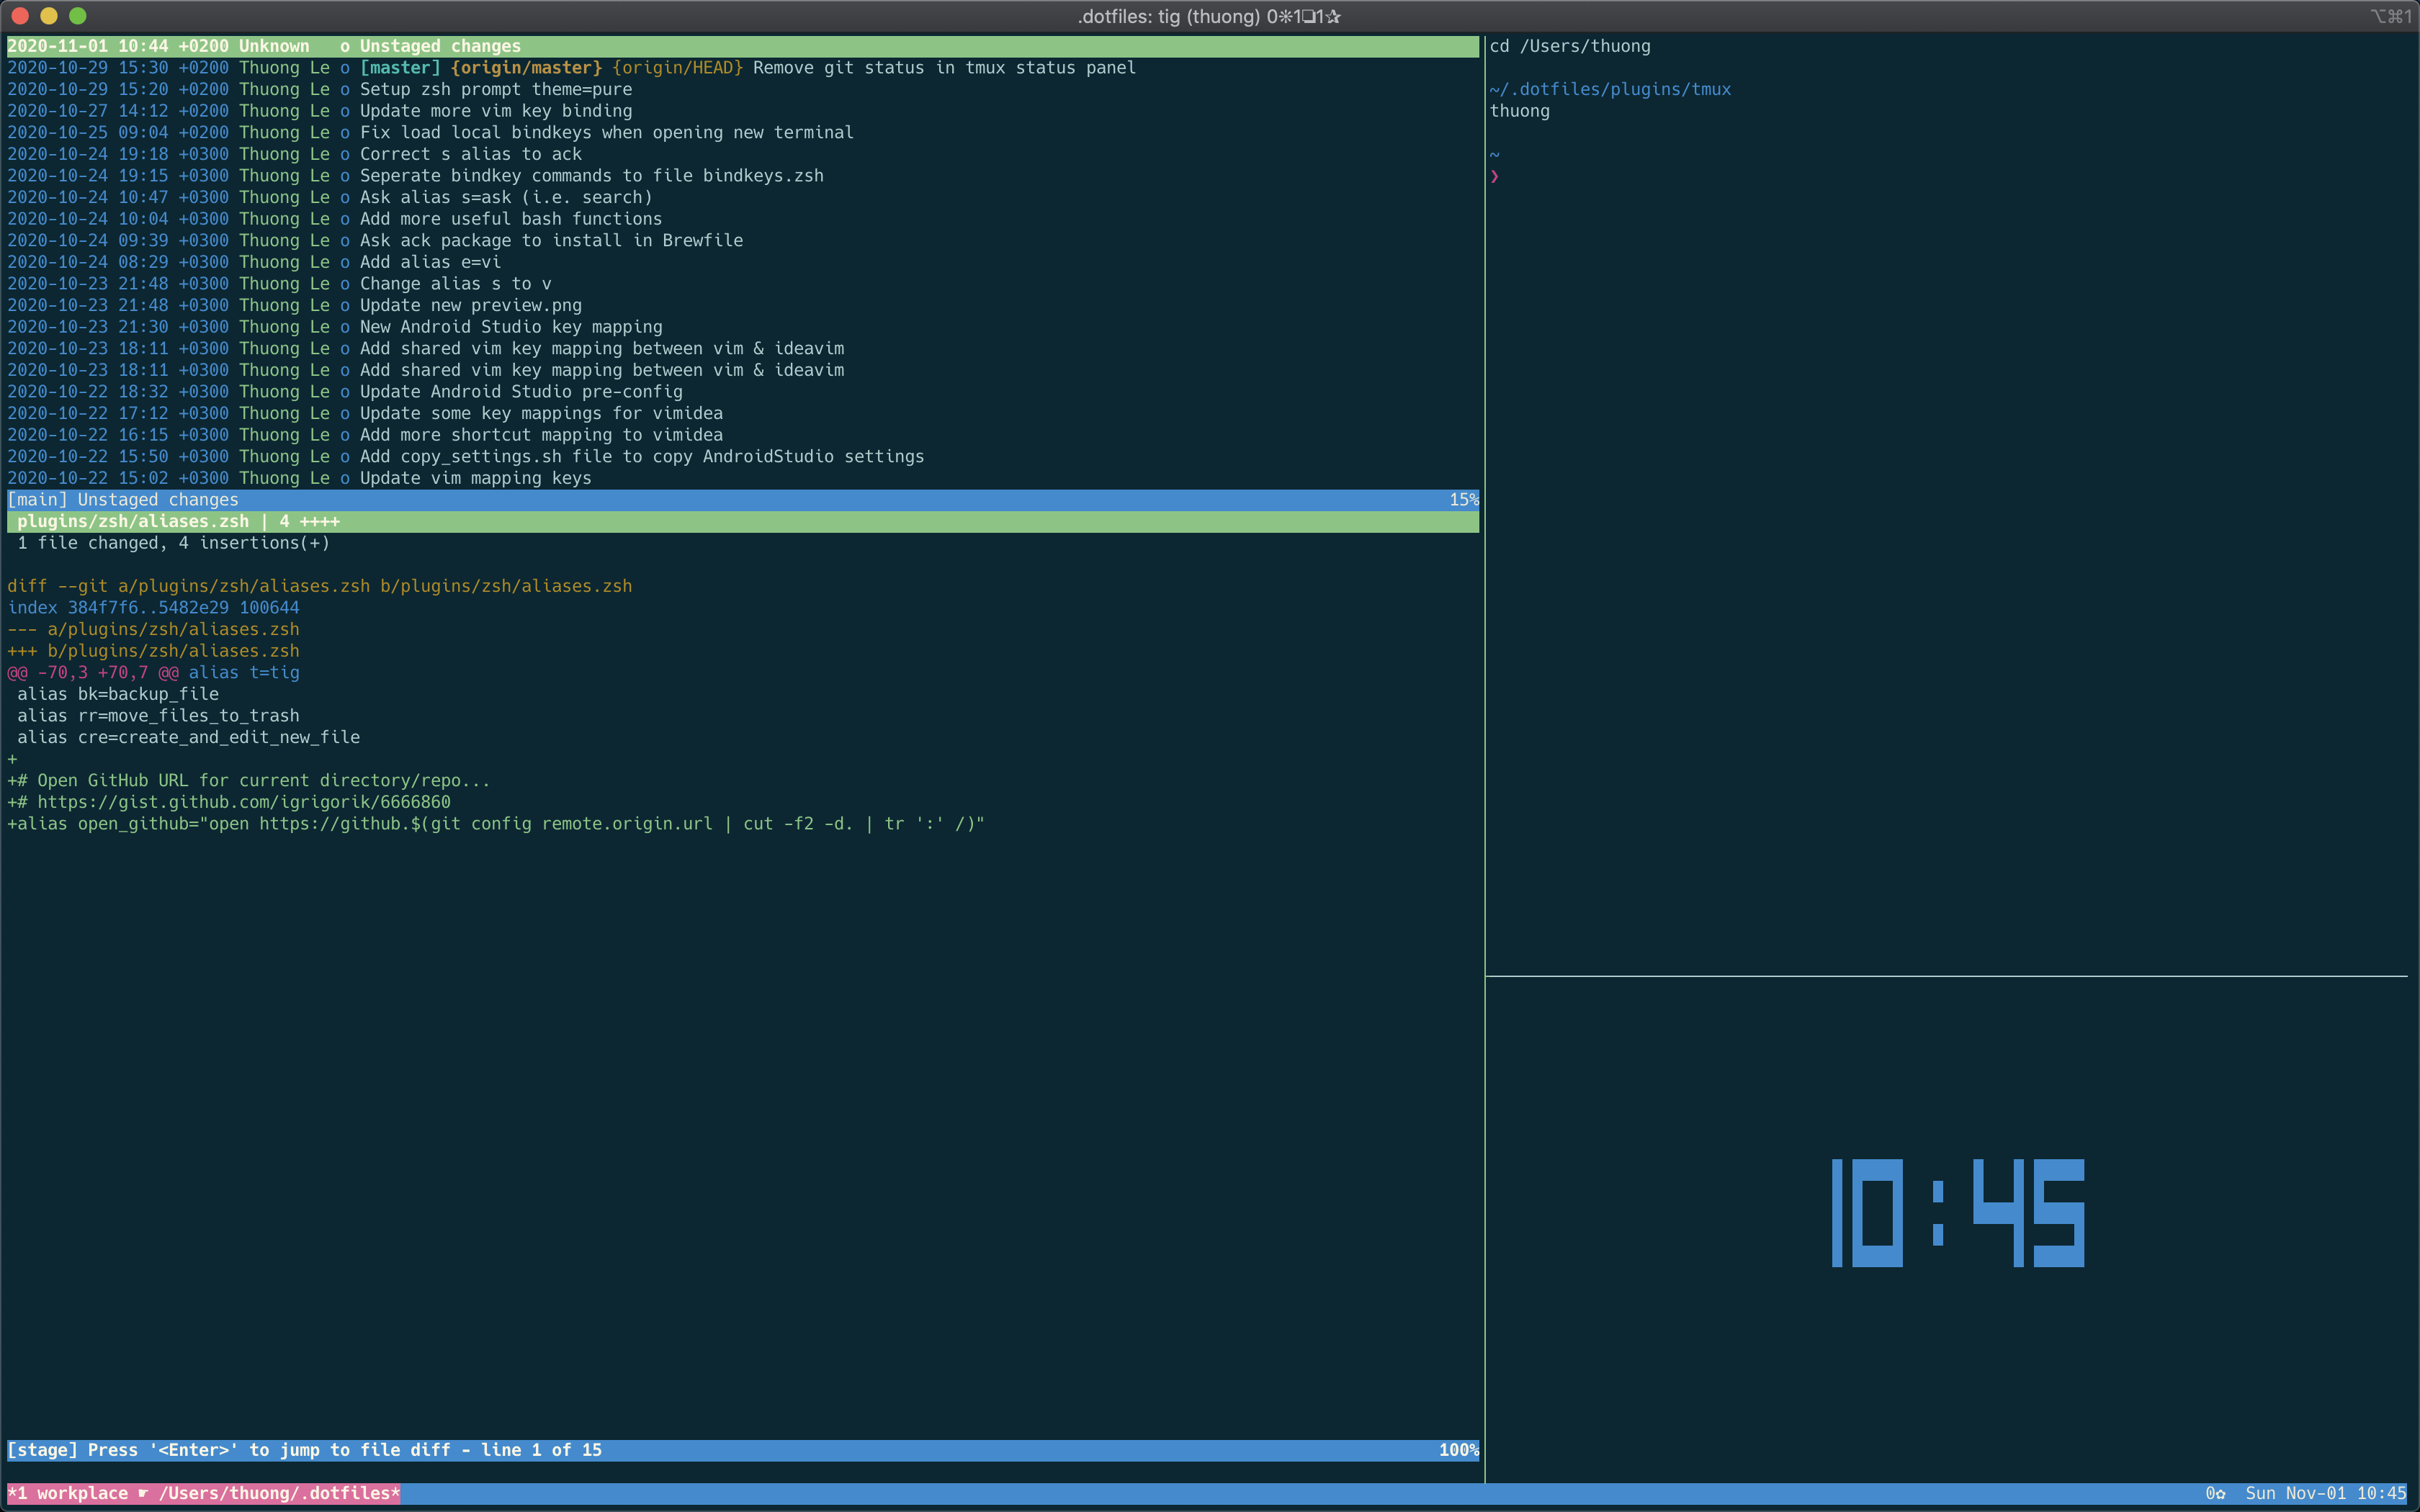 .dotfiles: tig (thuong) 0❊1❏1✰
⌥⌘1
2020-11-01 10:44 +0200 Unknown   o Unstaged changes
2020-10-29 15:30 +0200 Thuong Le o [master] {origin/master} {origin/HEAD} Remove git status in tmux status panel
2020-10-29 15:20 +0200 Thuong Le o Setup zsh prompt theme=pure
2020-10-27 14:12 +0200 Thuong Le o Update more vim key binding
2020-10-25 09:04 +0200 Thuong Le o Fix load local bindkeys when opening new terminal
2020-10-24 19:18 +0300 Thuong Le o Correct s alias to ack
2020-10-24 19:15 +0300 Thuong Le o Seperate bindkey commands to file bindkeys.zsh
2020-10-24 10:47 +0300 Thuong Le o Ask alias s=ask (i.e. search)
2020-10-24 10:04 +0300 Thuong Le o Add more useful bash functions
2020-10-24 09:39 +0300 Thuong Le o Ask ack package to install in Brewfile
2020-10-24 08:29 +0300 Thuong Le o Add alias e=vi
2020-10-23 21:48 +0300 Thuong Le o Change alias s to v
2020-10-23 21:48 +0300 Thuong Le o Update new preview.png
2020-10-23 21:30 +0300 Thuong Le o New Android Studio key mapping
2020-10-23 18:11 +0300 Thuong Le o Add shared vim key mapping between vim & ideavim
2020-10-23 18:11 +0300 Thuong Le o Add shared vim key mapping between vim & ideavim
2020-10-22 18:32 +0300 Thuong Le o Update Android Studio pre-config
2020-10-22 17:12 +0300 Thuong Le o Update some key mappings for vimidea
2020-10-22 16:15 +0300 Thuong Le o Add more shortcut mapping to vimidea
2020-10-22 15:50 +0300 Thuong Le o Add copy_settings.sh file to copy AndroidStudio settings
2020-10-22 15:02 +0300 Thuong Le o Update vim mapping keys
[main] Unstaged changes 15%
plugins/zsh/aliases.zsh | 4 ++++
1 file changed, 4 insertions(+)
diff --git a/plugins/zsh/aliases.zsh b/plugins/zsh/aliases.zsh
index 384f7f6..5482e29 100644
--- a/plugins/zsh/aliases.zsh
+++ b/plugins/zsh/aliases.zsh
@@ -70,3 +70,7 @@ alias t=tig
alias bk=backup_file
alias rr=move_files_to_trash
alias cre=create_and_edit_new_file
+
+# Open GitHub URL for current directory/repo...
+# https://gist.github.com/igrigorik/6666860
+alias open_github="open https://github.$(git config remote.origin.url | cut -f2 -d. | tr ':' /)"
[stage] Press '<Enter>' to jump to file diff - line 1 of 15 100%
cd /Users/thuong
~/.dotfiles/plugins/tmux
thuong
~
❯
10:45
*1 workplace ☛ /Users/thuong/.dotfiles*
0✿ Sun Nov-01 10:45